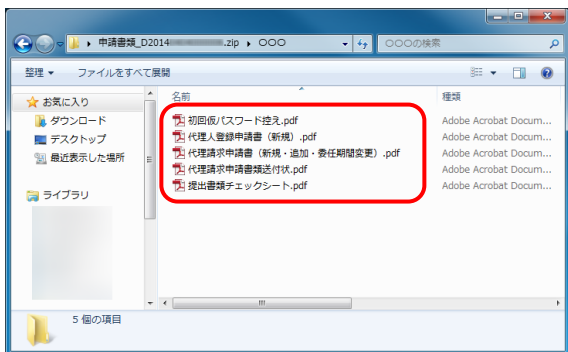 申請書類_D2014 .zip ▸ ○○○
○○○の検索
整理 ▼ ファイルをすべて展開
お気に入り
ダウンロード
デスクトップ
最近表示した場所
ライブラリ
名前 種類
初回仮パスワード控え.pdf Adobe Acrobat Docum...
代理人登録申請書（新規）.pdf Adobe Acrobat Docum...
代理請求申請書（新規・追加・委任期間変更）.pdf Adobe Acrobat Docum...
代理請求申請書類送付状.pdf Adobe Acrobat Docum...
提出書類チェックシート.pdf Adobe Acrobat Docum...
5 個の項目